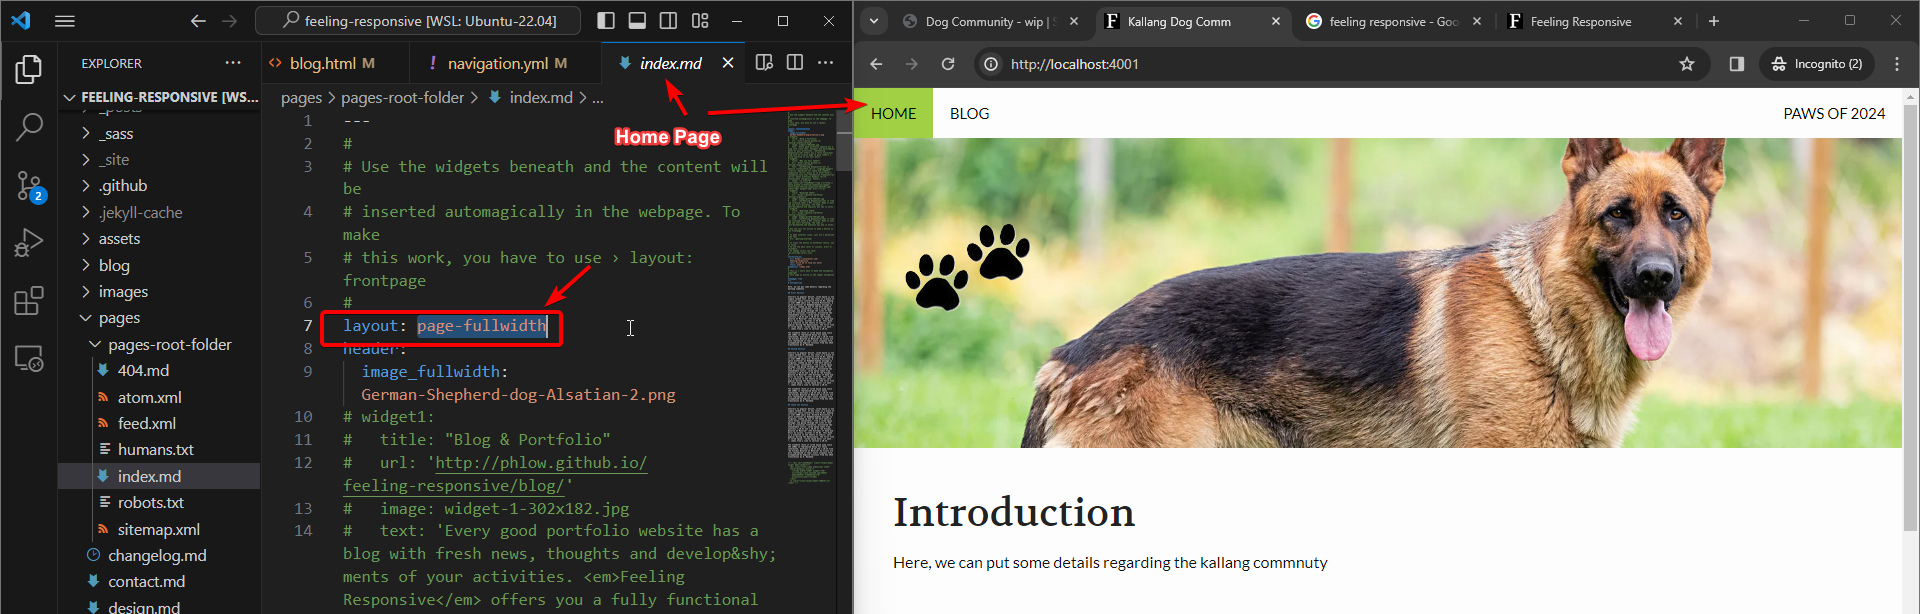 feeling-responsive [WSL: Ubuntu-22.04]
EXPLORER
FEELING-RESPONSIVE [WS...
_posts
_sass
_site
.github
.jekyll-cache
assets
blog
images
pages
pages-root-folder
404.md
atom.xml
feed.xml
humans.txt
index.md
robots.txt
sitemap.xml
changelog.md
contact.md
design.md
2
blog.html M
navigation.yml M
index.md
pages > pages-root-folder > index.md > ...
Home Page
1 ---
2 #
3 # Use the widgets beneath and the content will
be
4 # inserted automagically in the webpage. To
make
5 # this work, you have to use › layout:
frontpage
6 #
7 layout: page-fullwidth
8 header:
9 image_fullwidth:
German-Shepherd-dog-Alsatian-2.png
10 # widget1:
11 # title: "Blog & Portfolio"
12 # url: 'http://phlow.github.io/
feeling-responsive/blog/'
13 # image: widget-1-302x182.jpg
14 # text: 'Every good portfolio website has a
blog with fresh news, thoughts and develop&shy;
ments of your activities. <em>Feeling
Responsive</em> offers you a fully functional
Dog Community - wip | S
F Kallang Dog Comm
G feeling responsive - Goo
F Feeling Responsive
http://localhost:4001
Incognito (2)
HOME
BLOG
PAWS OF 2024
Introduction
Here, we can put some details regarding the kallang commnuty